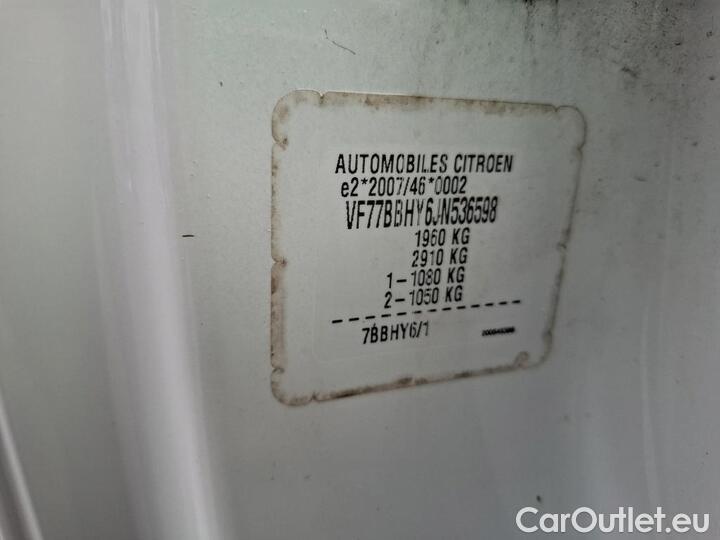 AUTOMOBILES CITROEN
e2*2007/46*0002
VF77BBHY6JN536598
1960 KG
2910 KG
1-1080 KG
2-1050 KG
7BBHY6/1
CarOutlet.eu